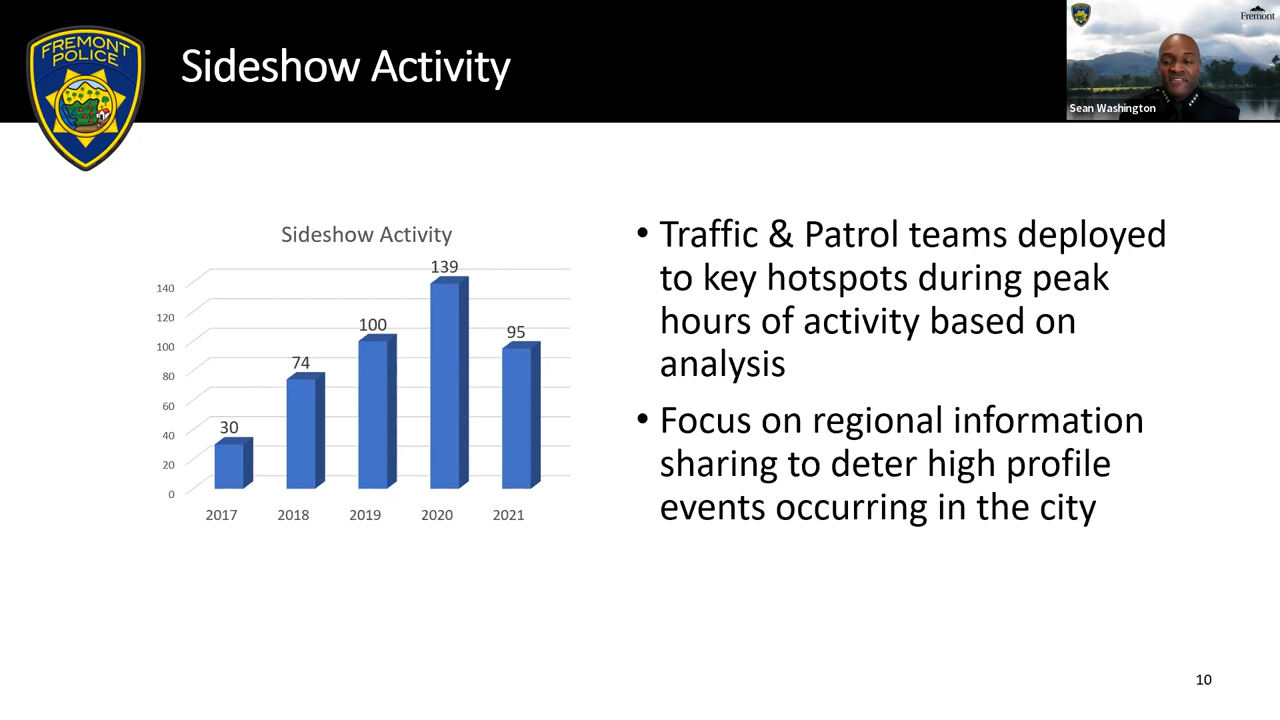 FREMONT
POLICE
Sideshow Activity
Fremont
Sean Washington
Sideshow Activity
140
120
100
80
60
40
20
0
30
74
100
139
95
2017
2018
2019
2020
2021
• Traffic & Patrol teams deployed
to key hotspots during peak
hours of activity based on
analysis
• Focus on regional information
sharing to deter high profile
events occurring in the city
10